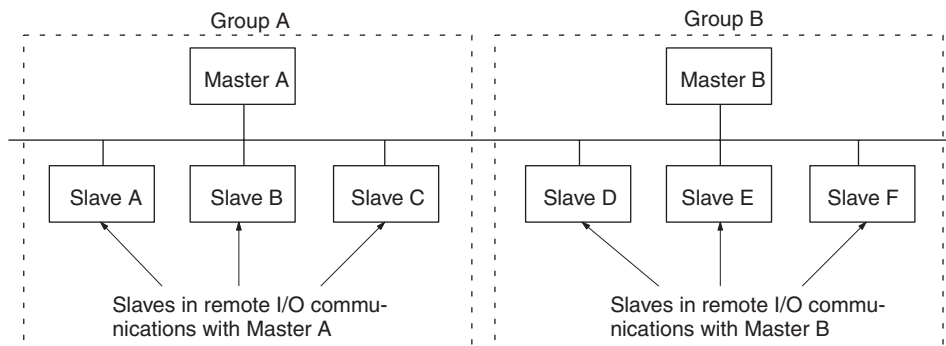 Group A
Group B
Master A
Master B
Slave A
Slave B
Slave C
Slave D
Slave E
Slave F
Slaves in remote I/O commu-
nications with Master A
Slaves in remote I/O commu-
nications with Master B